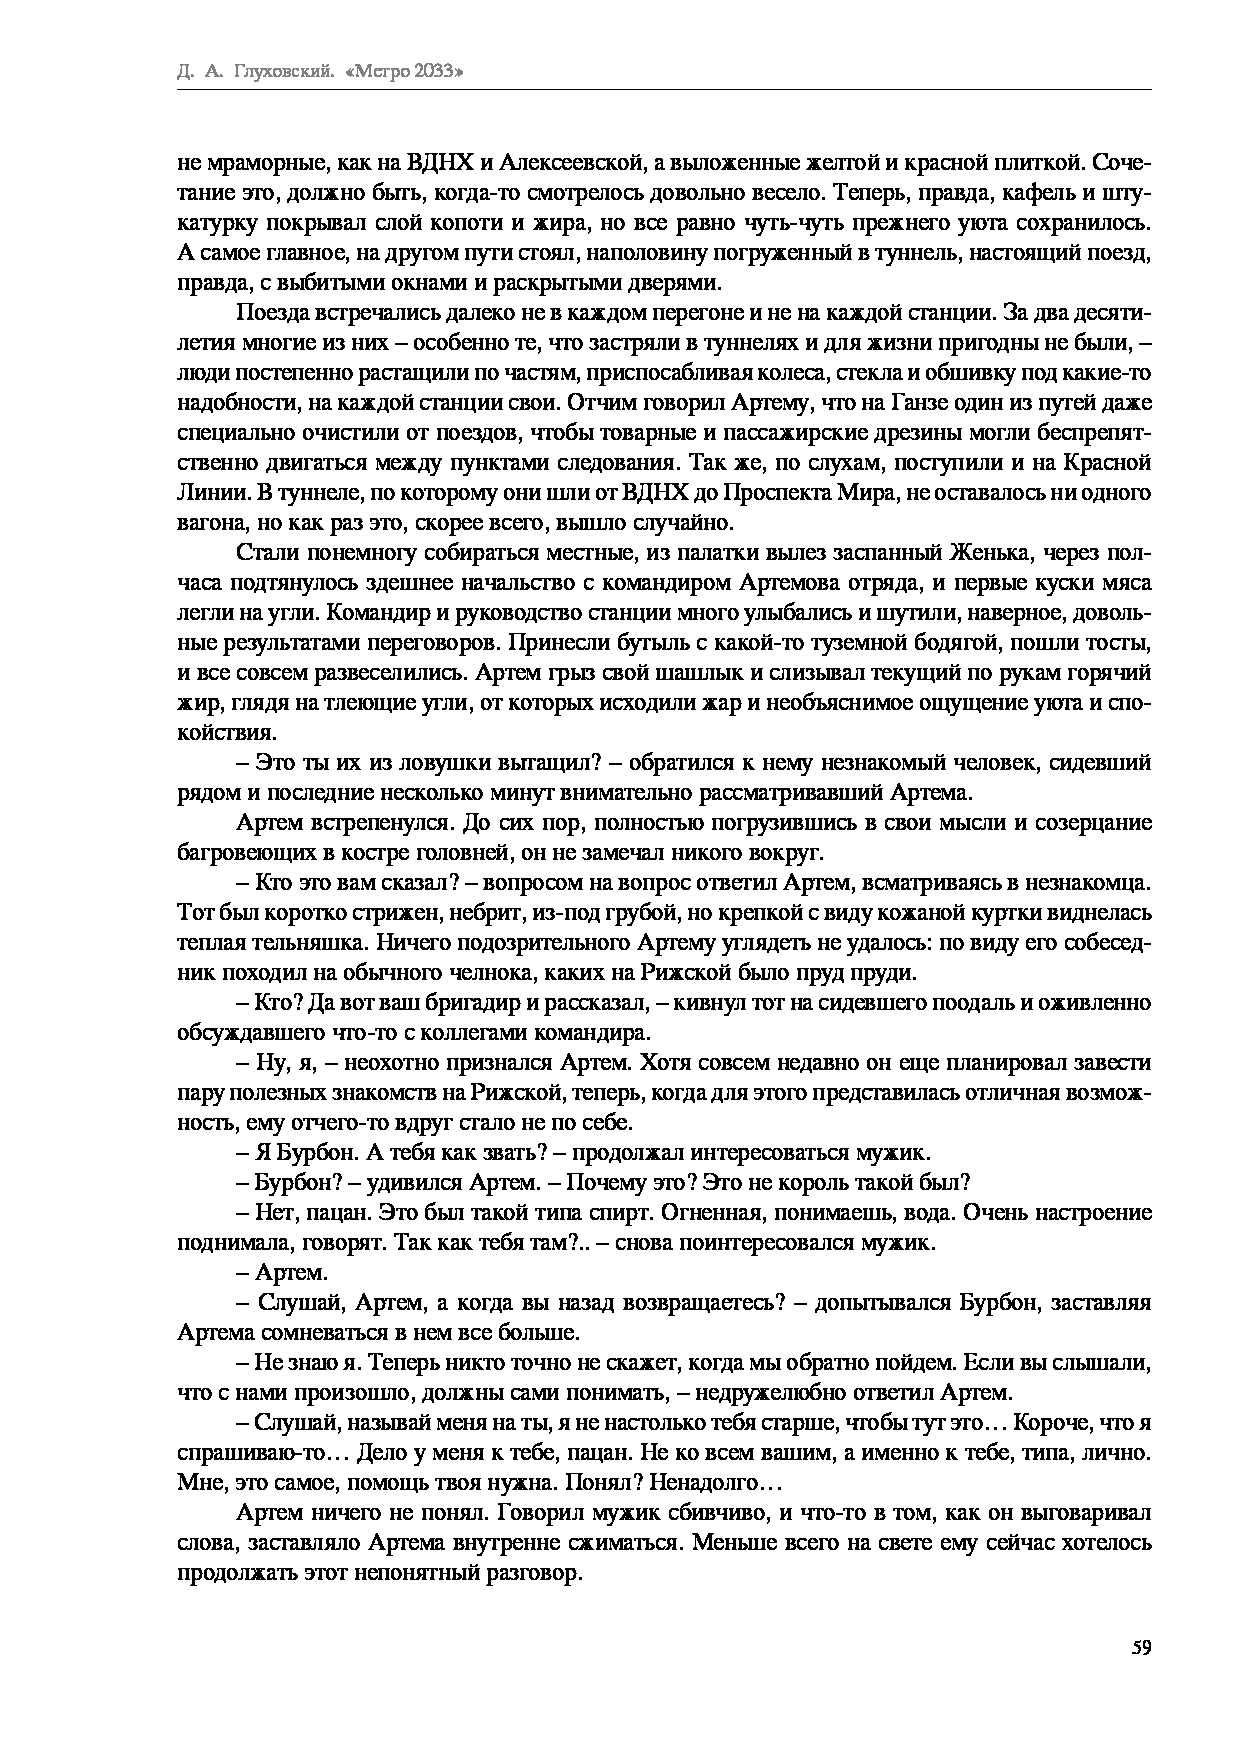 Д. А. Глуховский. «Метро 2033»
не мраморные, как на ВДНХ и Алексеевской, а выложенные желтой и красной плиткой. Соче-
тание это, должно быть, когда-то смотрелось довольно весело. Теперь, правда, кафель и шту-
катурку покрывал слой копоти и жира, но все равно чуть-чуть прежнего уюта сохранилось.
А самое главное, на другом пути стоял, наполовину погруженный в туннель, настоящий поезд,
правда, с выбитыми окнами и раскрытыми дверями.
Поезда встречались далеко не в каждом перегоне и не на каждой станции. За два десяти-
летия многие из них – особенно те, что застряли в туннелях и для жизни пригодны не были, –
люди постепенно растащили по частям, приспосабливая колеса, стекла и обшивку под какие-то
надобности, на каждой станции свои. Отчим говорил Артему, что на Ганзе один из путей даже
специально очистили от поездов, чтобы товарные и пассажирские дрезины могли беспрепят-
ственно двигаться между пунктами следования. Так же, по слухам, поступили и на Красной
Линии. В туннеле, по которому они шли от ВДНХ до Проспекта Мира, не оставалось ни одного
вагона, но как раз это, скорее всего, вышло случайно.
Стали понемногу собираться местные, из палатки вылез заспанный Женька, через пол-
часа подтянулось здешнее начальство с командиром Артемова отряда, и первые куски мяса
легли на угли. Командир и руководство станции много улыбались и шутили, наверное, доволь-
ные результатами переговоров. Принесли бутыль с какой-то туземной бодягой, пошли тосты,
и все совсем развеселились. Артем грыз свой шашлык и слизывал текущий по рукам горячий
жир, глядя на тлеющие угли, от которых исходили жар и необъяснимое ощущение уюта и спо-
койствия.
– Это ты их из ловушки вытащил? – обратился к нему незнакомый человек, сидевший
рядом и последние несколько минут внимательно рассматривавший Артема.
Артем встрепенулся. До сих пор, полностью погрузившись в свои мысли и созерцание
багровеющих в костре головней, он не замечал никого вокруг.
– Кто это вам сказал? – вопросом на вопрос ответил Артем, всматриваясь в незнакомца.
Тот был коротко стрижен, небрит, из-под грубой, но крепкой с виду кожаной куртки виднелась
теплая тельняшка. Ничего подозрительного Артему углядеть не удалось: по виду его собесед-
ник походил на обычного челнока, каких на Рижской было пруд пруди.
– Кто? Да вот ваш бригадир и рассказал, – кивнул тот на сидевшего поодаль и оживленно
обсуждавшего что-то с коллегами командира.
– Ну, я, – неохотно признался Артем. Хотя совсем недавно он еще планировал завести
пару полезных знакомств на Рижской, теперь, когда для этого представилась отличная возмож-
ность, ему отчего-то вдруг стало не по себе.
– Я Бурбон. А тебя как звать? – продолжал интересоваться мужик.
– Бурбон? – удивился Артем. – Почему это? Это не король такой был?
– Нет, пацан. Это был такой типа спирт. Огненная, понимаешь, вода. Очень настроение
поднимала, говорят. Так как тебя там?.. – снова поинтересовался мужик.
– Артем.
– Слушай, Артем, а когда вы назад возвращаетесь? – допытывался Бурбон, заставляя
Артема сомневаться в нем все больше.
– Не знаю я. Теперь никто точно не скажет, когда мы обратно пойдем. Если вы слышали,
что с нами произошло, должны сами понимать, – недружелюбно ответил Артем.
– Слушай, называй меня на ты, я не настолько тебя старше, чтобы тут это… Короче, что я
спрашиваю-то… Дело у меня к тебе, пацан. Не ко всем вашим, а именно к тебе, типа, лично.
Мне, это самое, помощь твоя нужна. Понял? Ненадолго…
Артем ничего не понял. Говорил мужик сбивчиво, и что-то в том, как он выговаривал
слова, заставляло Артема внутренне сжиматься. Меньше всего на свете ему сейчас хотелось
продолжать этот непонятный разговор.
59